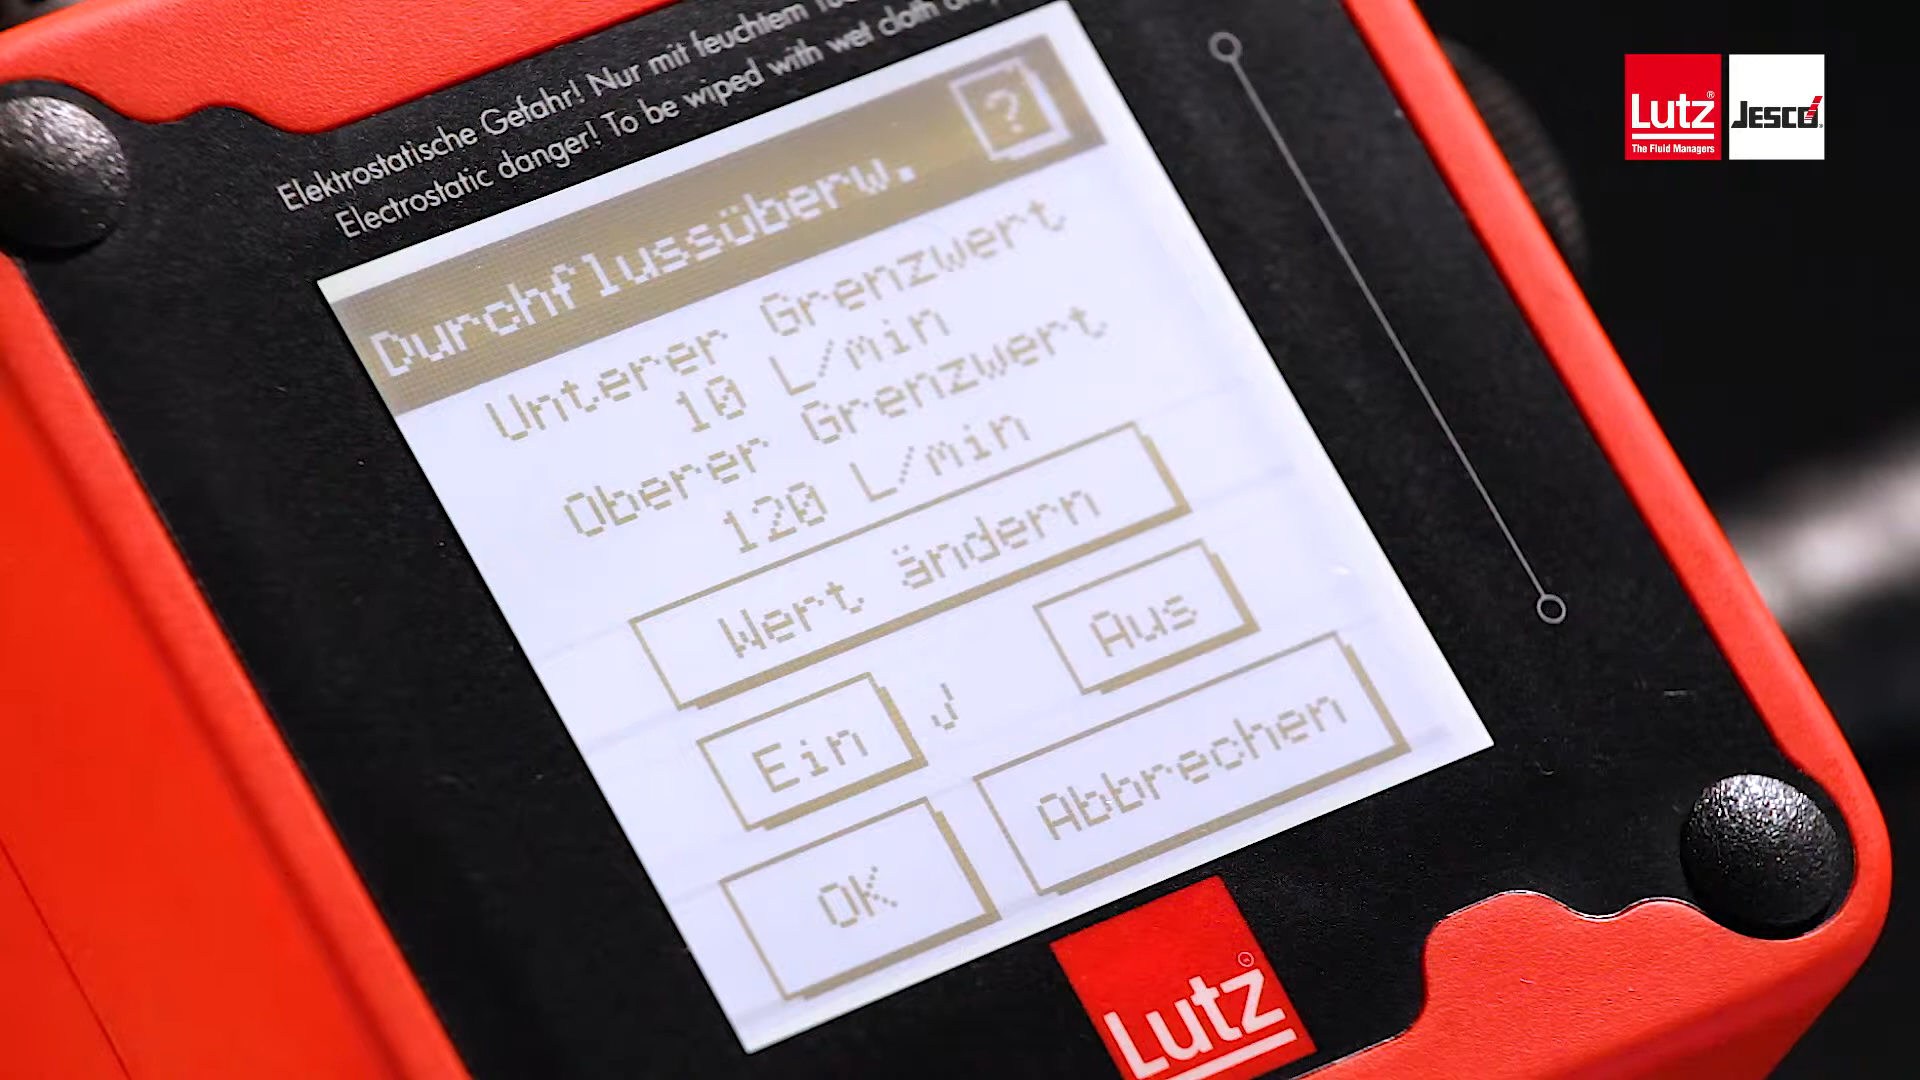 Elektrostatische Gefahr! Nur mit feuchtem
Electrostatic danger! To be wiped with wet cloth
Durchflussüberw. ?
Unterer Grenzwert
10 L/min
Oberer Grenzwert
120 L/min
Wert ändern
Ein Aus
OK Abbrechen
Lutz®
Lutz®
The Fluid Managers
JESCO®